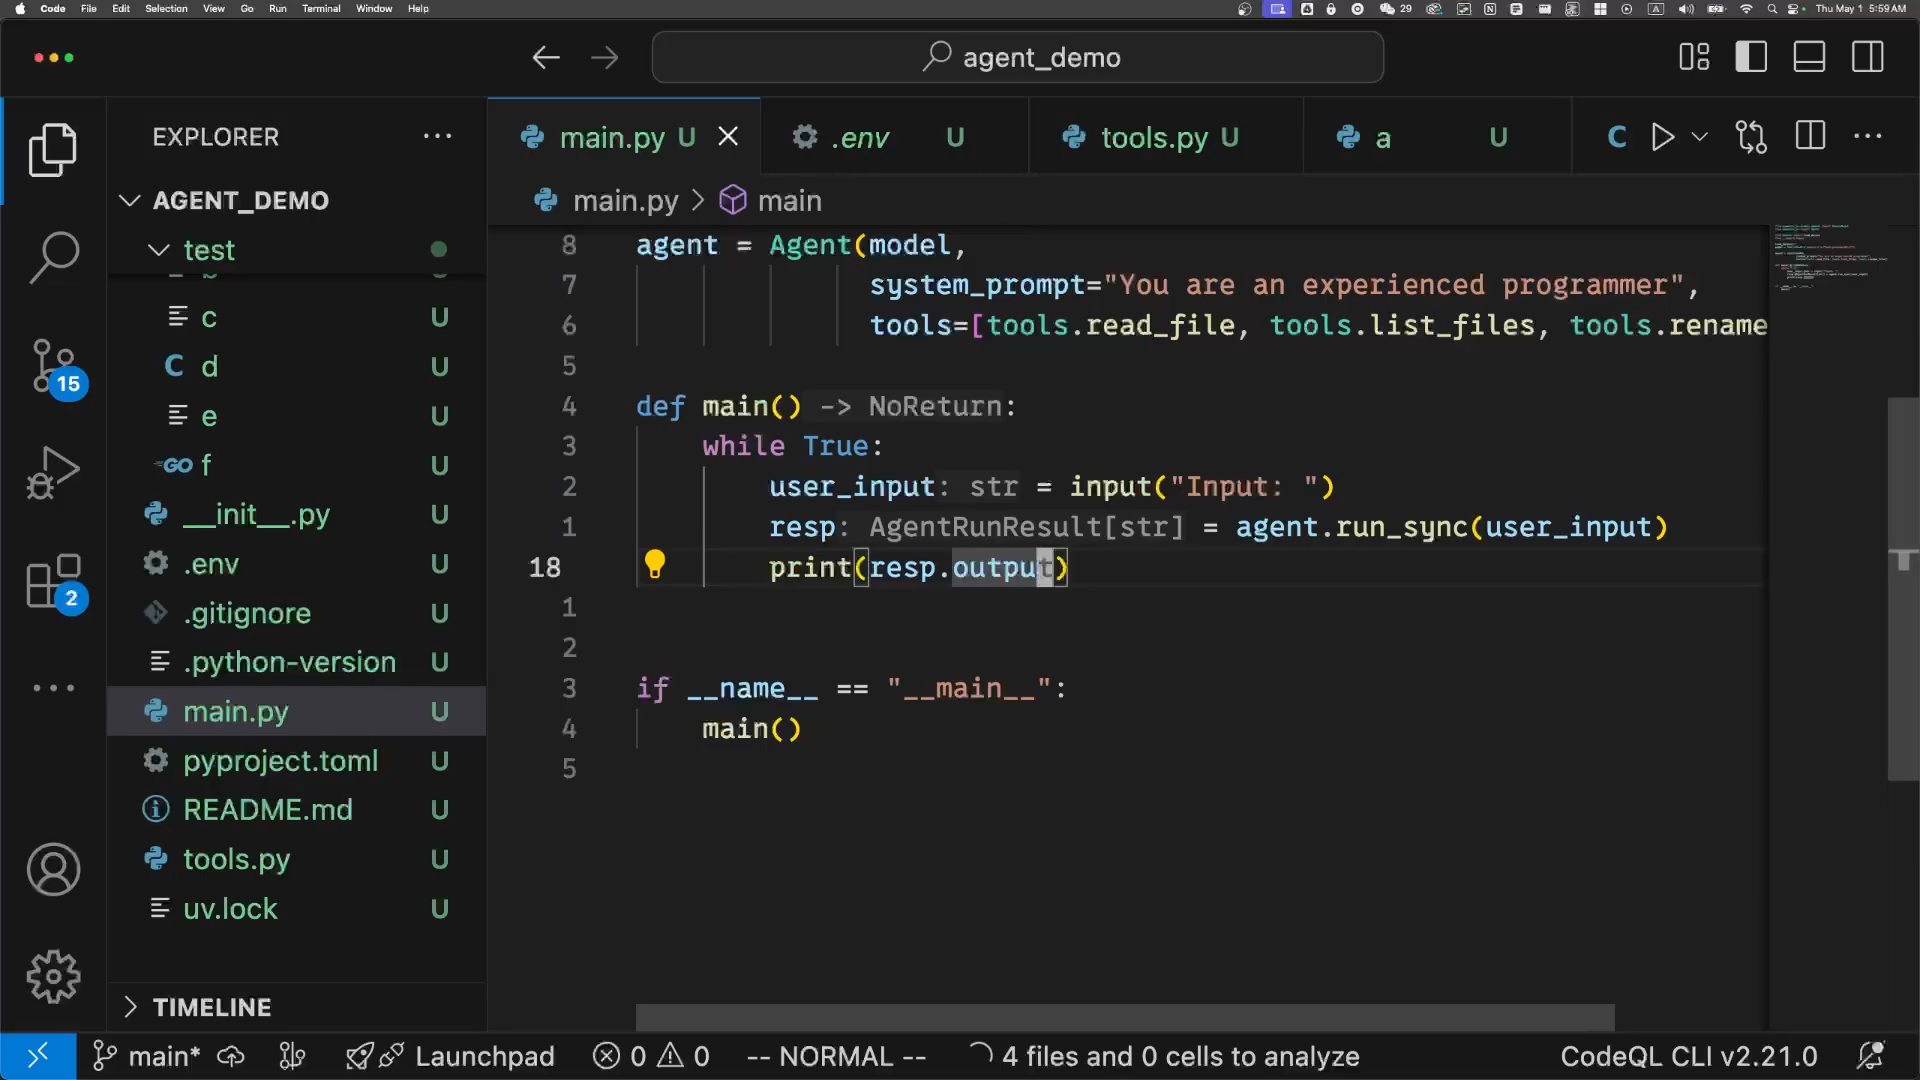 Code File Edit Selection View Go Run Terminal Window Help
29 A Thu May 1 5:59 AM
agent_demo
EXPLORER
AGENT_DEMO
test
c U
d U
e U
f U
__init__.py U
.env U
.gitignore U
.python-version U
main.py U
pyproject.toml U
README.md U
tools.py U
uv.lock U
TIMELINE
15
2
main.py U
.env U
tools.py U
a U
main.py > main
8 agent = Agent(model,
7 system_prompt="You are an experienced programmer",
6 tools=[tools.read_file, tools.list_files, tools.rename
5
4 def main() -> NoReturn:
3 while True:
2 user_input: str = input("Input: ")
1 resp: AgentRunResult[str] = agent.run_sync(user_input)
18 print(resp.output)
1
2
3 if __name__ == "__main__":
4 main()
5
main* Launchpad 0 0 -- NORMAL -- 4 files and 0 cells to analyze CodeQL CLI v2.21.0